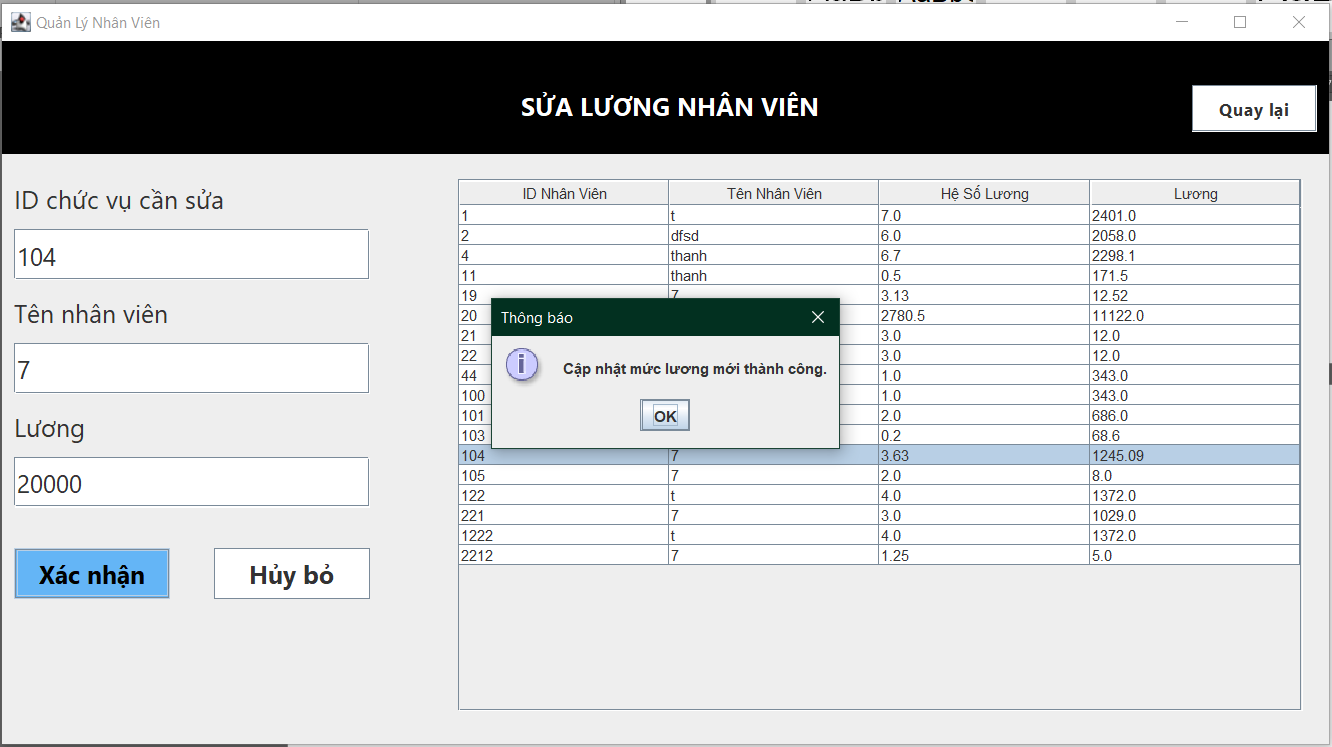 Quản Lý Nhân Viên
SỬA LƯƠNG NHÂN VIÊN
Quay lại
ID chức vụ cần sửa
104
Tên nhân viên
7
Lương
20000
Xác nhận Hủy bỏ
ID Nhân Viên Tên Nhân Viên Hệ Số Lương Lương
1 t 7.0 2401.0
2 dfsd 6.0 2058.0
4 thanh 6.7 2298.1
11 thanh 0.5 171.5
19 7 3.13 12.52
20 2780.5 11122.0
21 3.0 12.0
22 3.0 12.0
44 1.0 343.0
100 1.0 343.0
101 2.0 686.0
103 0.2 68.6
104 7 3.63 1245.09
105 7 2.0 8.0
122 t 4.0 1372.0
221 7 3.0 1029.0
1222 t 4.0 1372.0
2212 7 1.25 5.0
Thông báo
Cập nhật mức lương mới thành công.
OK